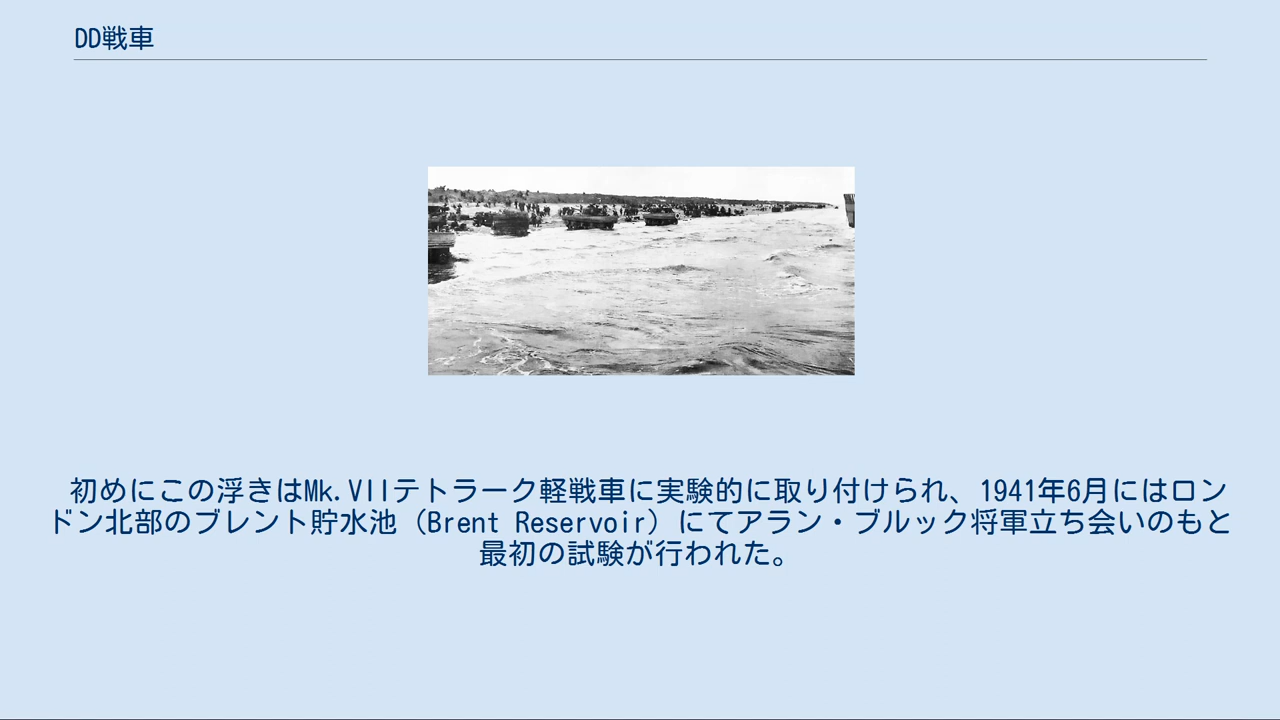 DD戦車
初めにこの浮きはMk.VIIテトラーク軽戦車に実験的に取り付けられ、1941年6月にはロン
ドン北部のブレント貯水池（Brent Reservoir）にてアラン・ブルック将軍立ち会いのもと
最初の試験が行われた。